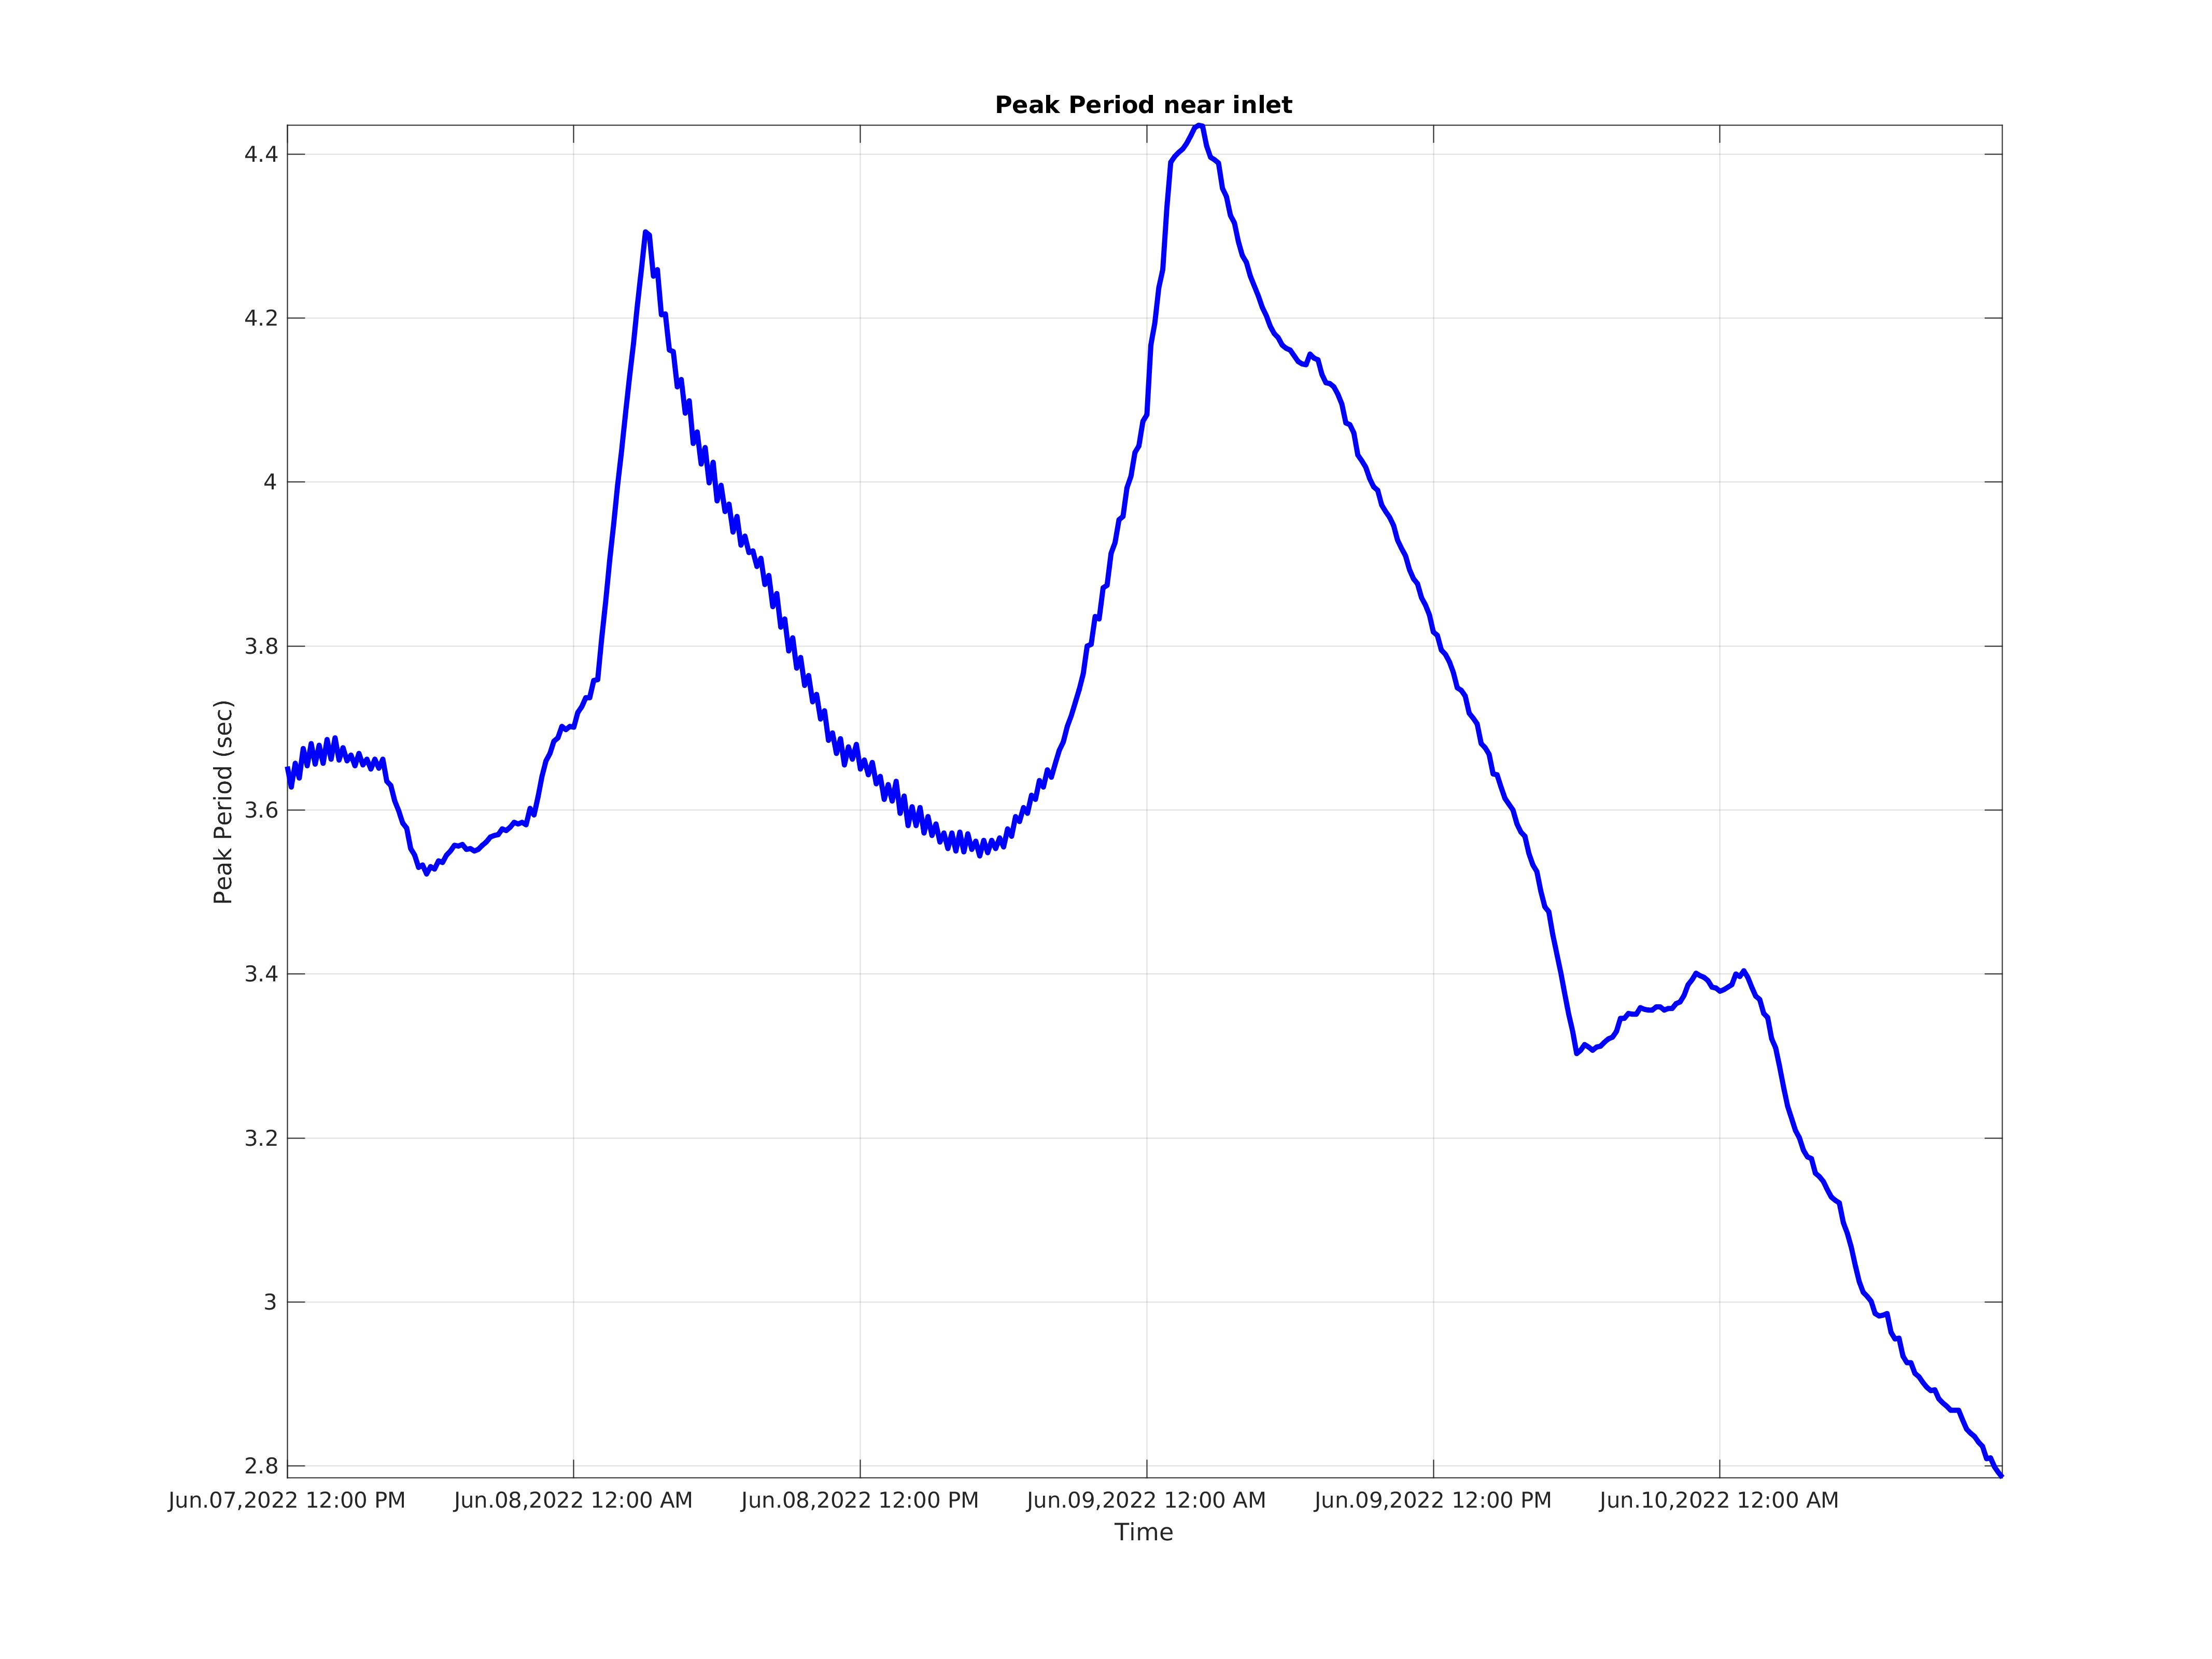 Peak Period near inlet
4.4
4.2
4
3.8
3.6
3.4
3.2
3
2.8
Peak Period (sec)
Jun.07,2022 12:00 PM
Jun.08,2022 12:00 AM
Jun.08,2022 12:00 PM
Jun.09,2022 12:00 AM
Jun.09,2022 12:00 PM
Jun.10,2022 12:00 AM
Time